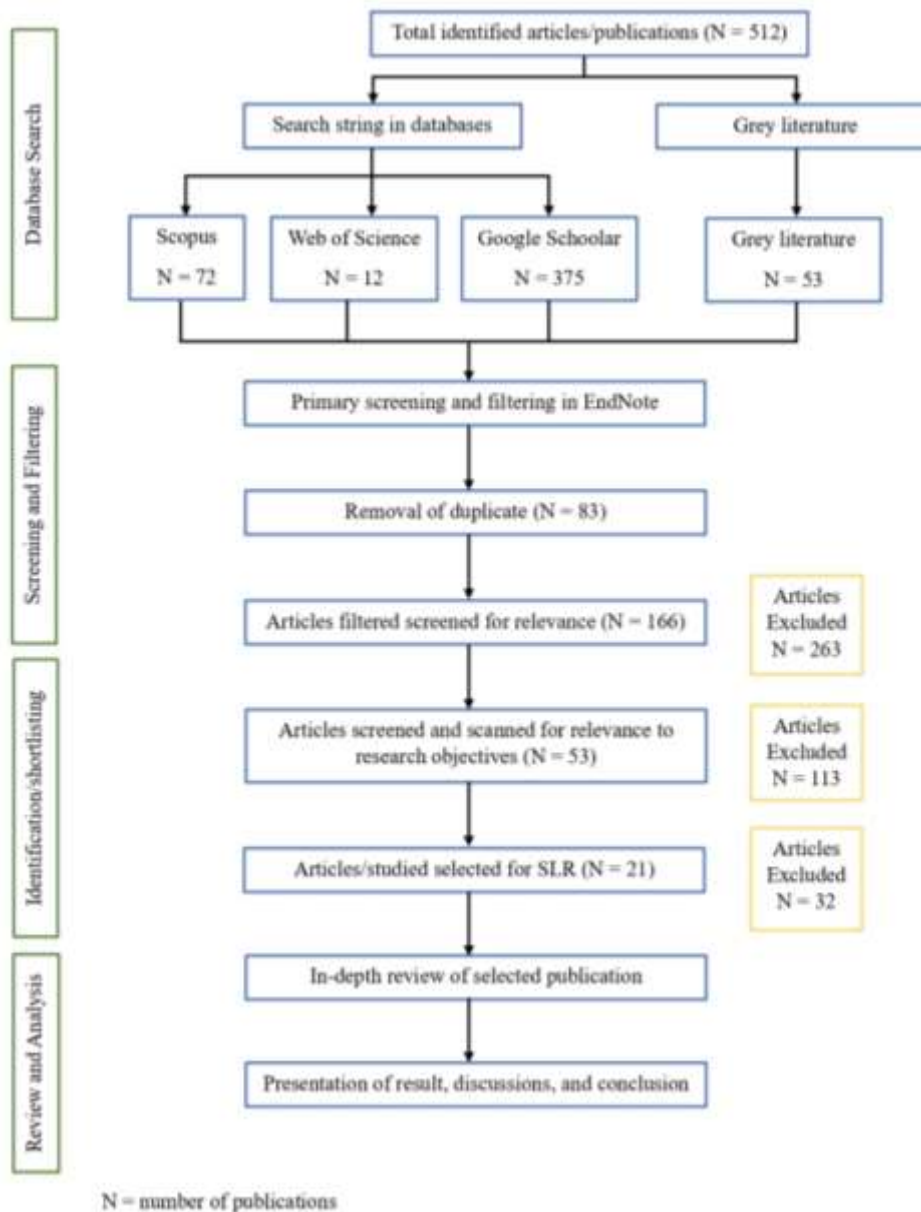 Database Search
Total identified articles/publications (N = 512)
Search string in databases
Grey literature
Scopus
N = 72
Web of Science
N = 12
Google Schoolar
N = 375
Grey literature
N = 53
Screening and Filtering
Primary screening and filtering in EndNote
Removal of duplicate (N = 83)
Articles filtered screened for relevance (N = 166)
Articles
Excluded
N = 263
Identification/shortlisting
Articles screened and scanned for relevance to
research objectives (N = 53)
Articles
Excluded
N = 113
Articles/studied selected for SLR (N = 21)
Articles
Excluded
N = 32
Review and Analysis
In-depth review of selected publication
Presentation of result, discussions, and conclusion
N = number of publications